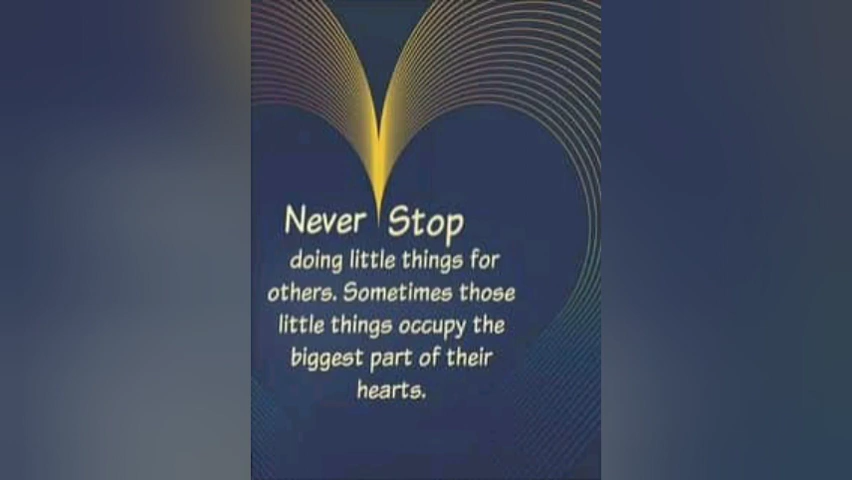 Never Stop
doing little things for
others. Sometimes those
little things occupy the
biggest part of their
hearts.